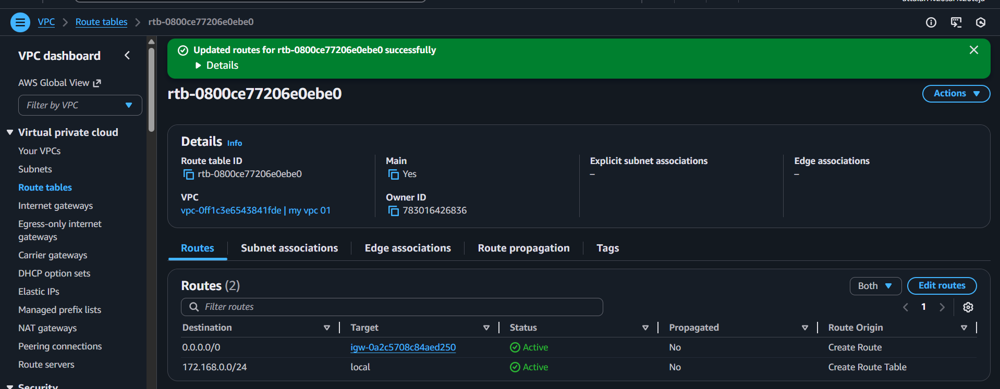 VPC > Route tables > rtb-0800ce77206e0ebe0
VPC dashboard
AWS Global View
Filter by VPC
Virtual private cloud
Your VPCs
Subnets
Route tables
Internet gateways
Egress-only internet
gateways
Carrier gateways
DHCP option sets
Elastic IPs
Managed prefix lists
NAT gateways
Peering connections
Route servers
Security
Updated routes for rtb-0800ce77206e0ebe0 successfully
Details
rtb-0800ce77206e0ebe0
Actions
Details Info
Route table ID
rtb-0800ce77206e0ebe0
Main
Yes
Explicit subnet associations
–
Edge associations
–
VPC
vpc-0ff1c3e6543841fde | my vpc 01
Owner ID
783016426836
Routes Subnet associations Edge associations Route propagation Tags
Routes (2)
Both Edit routes
Filter routes
1
Destination Target Status Propagated Route Origin
0.0.0.0/0 igw-0a2c5708c84aed250 Active No Create Route
172.168.0.0/24 local Active No Create Route Table